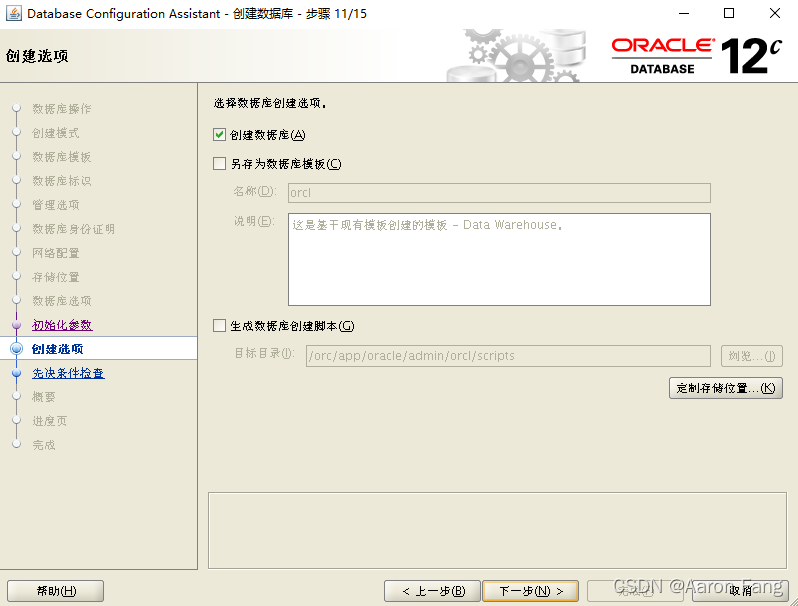 Database Configuration Assistant - 创建数据库 - 步骤 11/15
创建选项
ORACLE®
DATABASE
12c
数据库操作
创建模式
数据库模板
数据库标识
管理选项
数据库身份证明
网络配置
存储位置
数据库选项
初始化参数
创建选项
先决条件检查
概要
进度页
完成
选择数据库创建选项。
创建数据库(A)
另存为数据库模板(C)
名称(D):
orcl
说明(E):
这是基于现有模板创建的模板 - Data Warehouse。
生成数据库创建脚本(G)
目标目录(I):
/orc/app/oracle/admin/orcl/scripts
浏览...(J)
定制存储位置...(K)
帮助(H)
< 上一步(B)
下一步(N) >
取消
CSDN @Aaron_Fang